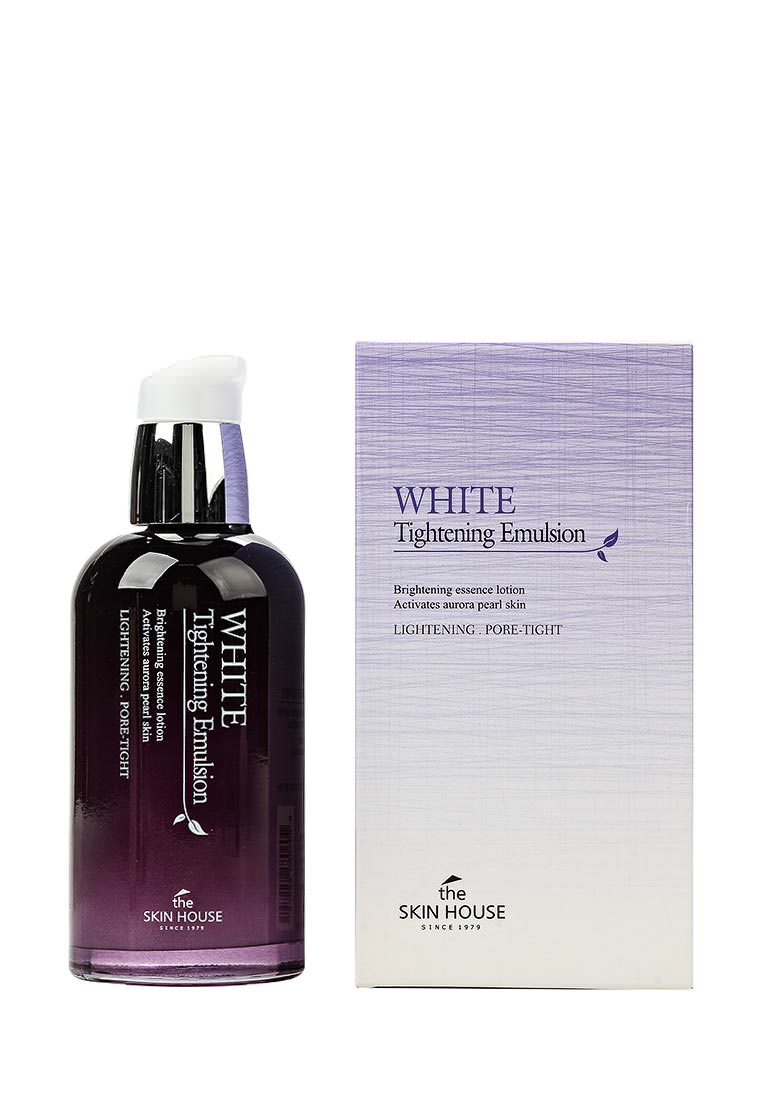 WHITE
Tightening Emulsion
Brightening essence lotion
Activates aurora pearl skin
LIGHTENING . PORE-TIGHT
the
SKIN HOUSE
SINCE 1979
WHITE
Tightening Emulsion
Brightening essence lotion
Activates aurora pearl skin
LIGHTENING . PORE-TIGHT
the
SKIN HOUSE
SINCE 1979